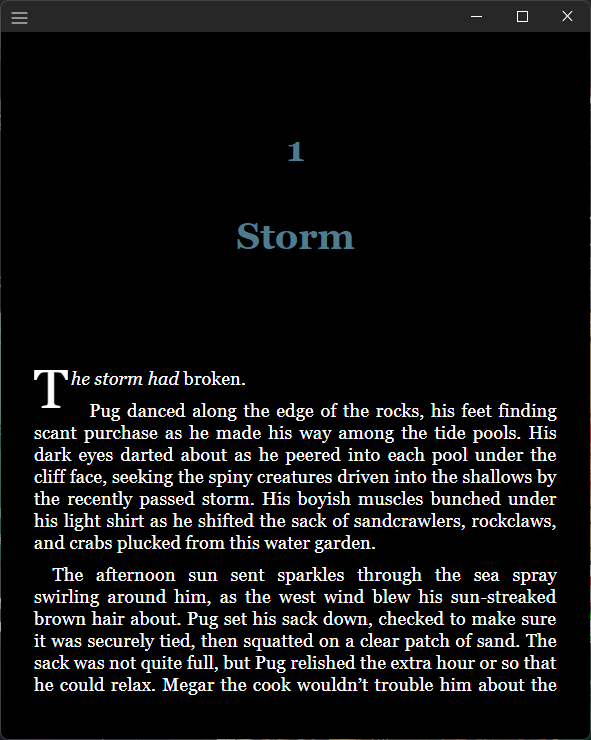 1
Storm
The storm had broken.
Pug danced along the edge of the rocks, his feet finding
scant purchase as he made his way among the tide pools. His
dark eyes darted about as he peered into each pool under the
cliff face, seeking the spiny creatures driven into the shallows by
the recently passed storm. His boyish muscles bunched under
his light shirt as he shifted the sack of sandcrawlers, rockclaws,
and crabs plucked from this water garden.
The afternoon sun sent sparkles through the sea spray
swirling around him, as the west wind blew his sun-streaked
brown hair about. Pug set his sack down, checked to make sure
it was securely tied, then squatted on a clear patch of sand. The
sack was not quite full, but Pug relished the extra hour or so that
he could relax. Megar the cook wouldn’t trouble him about the